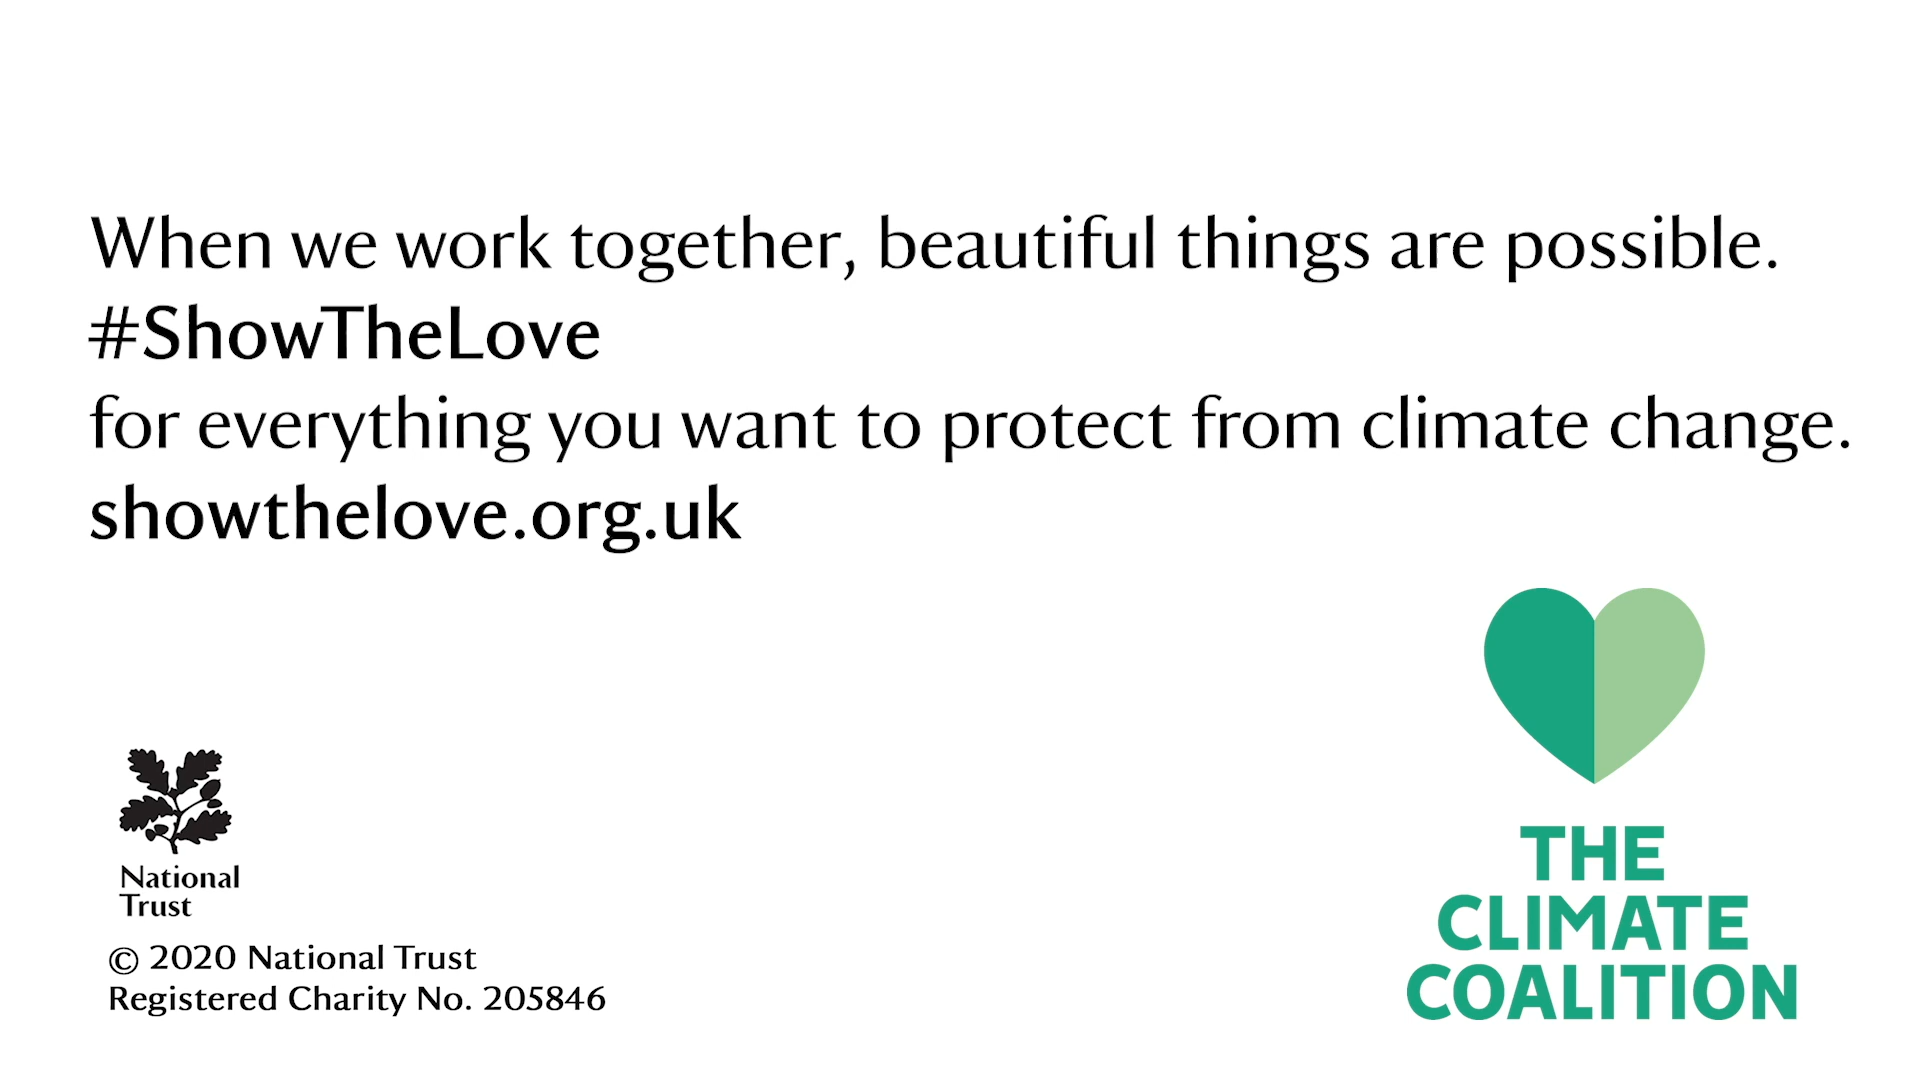 When we work together, beautiful things are possible.
#ShowTheLove
for everything you want to protect from climate change.
showthelove.org.uk
National
Trust
© 2020 National Trust
Registered Charity No. 205846
THE
CLIMATE
COALITION